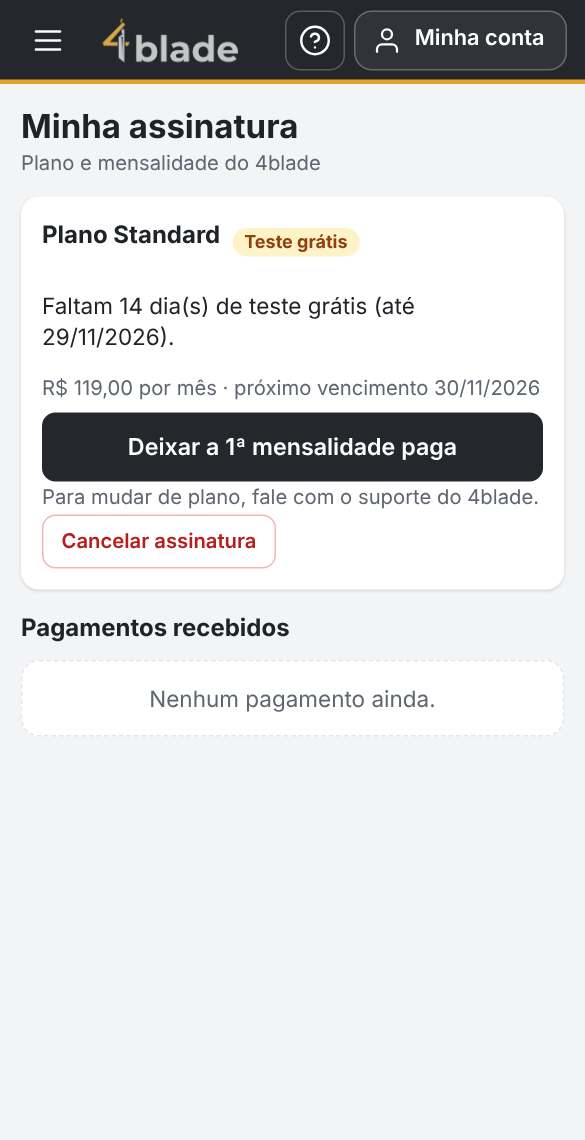 4blade
Minha conta
Minha assinatura
Plano e mensalidade do 4blade
Plano Standard
Teste grátis
Faltam 14 dia(s) de teste grátis (até
29/11/2026).
R$ 119,00 por mês · próximo vencimento 30/11/2026
Deixar a 1ª mensalidade paga
Para mudar de plano, fale com o suporte do 4blade.
Cancelar assinatura
Pagamentos recebidos
Nenhum pagamento ainda.